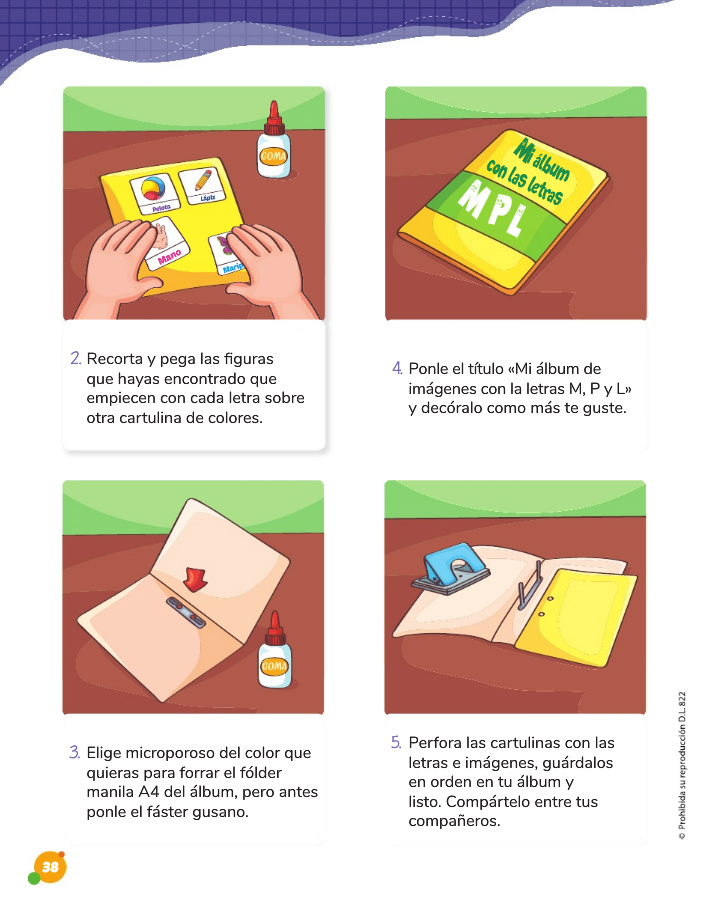 GOMA
Pelota
Lápiz
Mano
Marip
2. Recorta y pega las figuras
que hayas encontrado que
empiecen con cada letra sobre
otra cartulina de colores.
Mi álbum
con las letras
M P L
4. Ponle el título «Mi álbum de
imágenes con la letras M, P y L»
y decóralo como más te guste.
GOMA
3. Elige microporoso del color que
quieras para forrar el fólder
manila A4 del álbum, pero antes
ponle el fáster gusano.
5. Perfora las cartulinas con las
letras e imágenes, guárdalos
en orden en tu álbum y
listo. Compártelo entre tus
compañeros.
© Prohibida su reproducción D.L.822
38